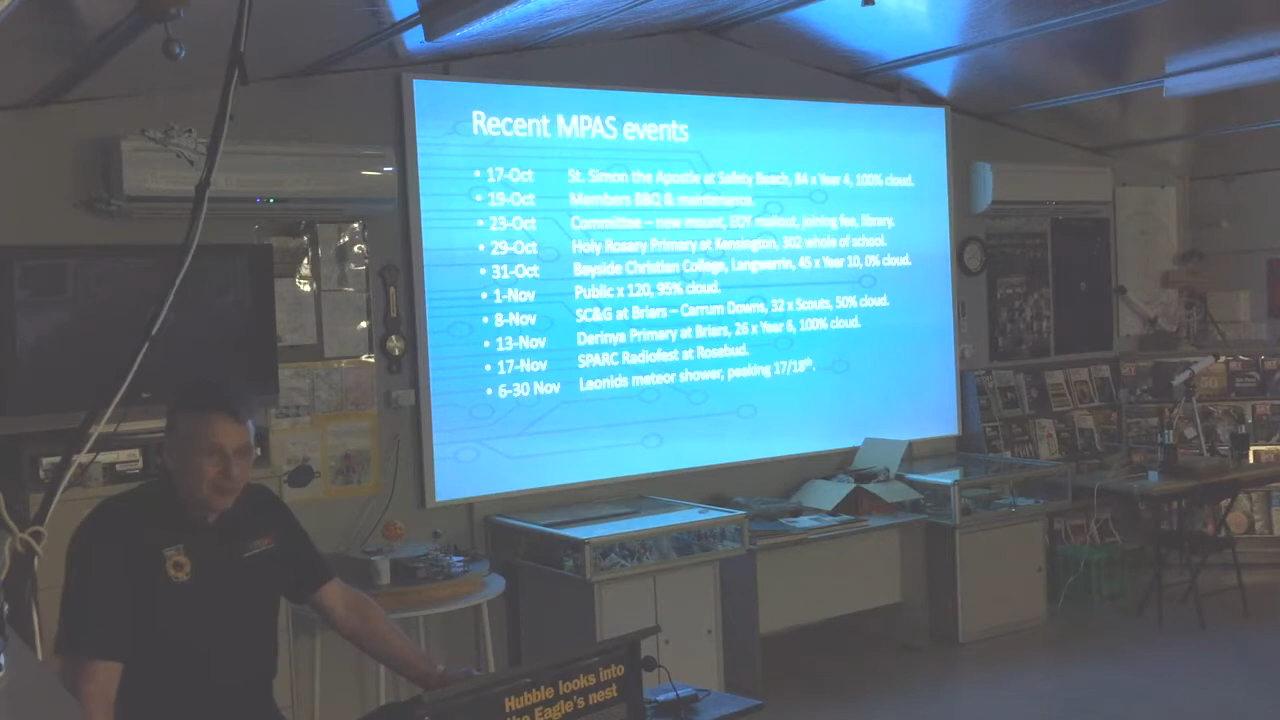 Recent MPAS events
• 17-Oct St. Simon the Apostle at Safety Beach, 84 x Year 4, 100% cloud.
• 19-Oct Members BBQ & maintenance.
• 23-Oct Committee – new mount, EOY mailout, joining fee, library.
• 29-Oct Holy Rosary Primary at Kensington, 302 whole of school.
• 31-Oct Bayside Christian College, Langwarrin, 45 x Year 10, 0% cloud.
• 1-Nov Public x 120, 95% cloud.
• 8-Nov SC&G at Briars – Carrum Downs, 32 x Scouts, 50% cloud.
• 13-Nov Derinya Primary at Briars, 26 x Year 6, 100% cloud.
• 17-Nov SPARC Radiofest at Rosebud.
• 6-30 Nov Leonids meteor shower, peaking 17/18th.
Hubble looks into
the Eagle's nest
50